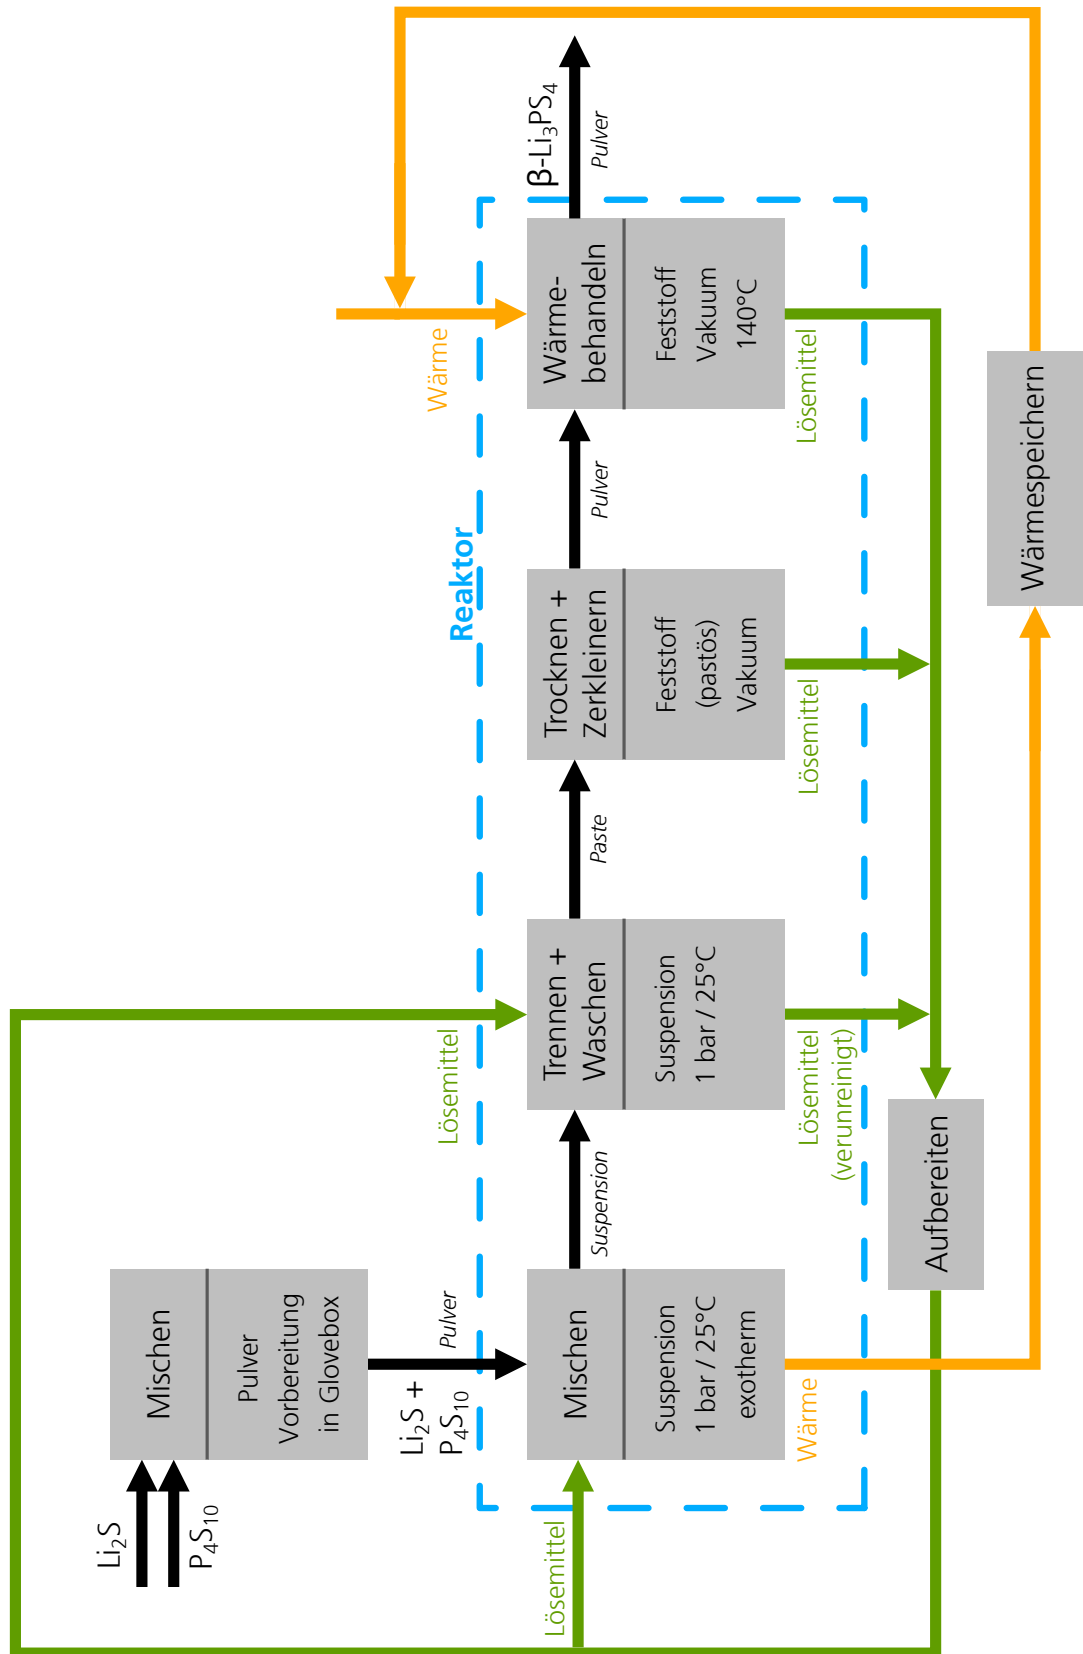 Li₂S
P₄S₁₀
Mischen
Pulver
Vorbereitung
in Glovebox
Li₂S +
P₄S₁₀
Pulver
Reaktor
Lösemittel
Mischen
Suspension
1 bar / 25°C
exotherm
Wärme
Suspension
Lösemittel
Trennen +
Waschen
Suspension
1 bar / 25°C
Lösemittel
(verunreinigt)
Paste
Trocknen +
Zerkleinern
Feststoff
(pastös)
Vakuum
Lösemittel
Pulver
Wärme
Wärme-
behandeln
Feststoff
Vakuum
140°C
Lösemittel
β-Li₃PS₄
Pulver
Aufbereiten
Wärmespeichern